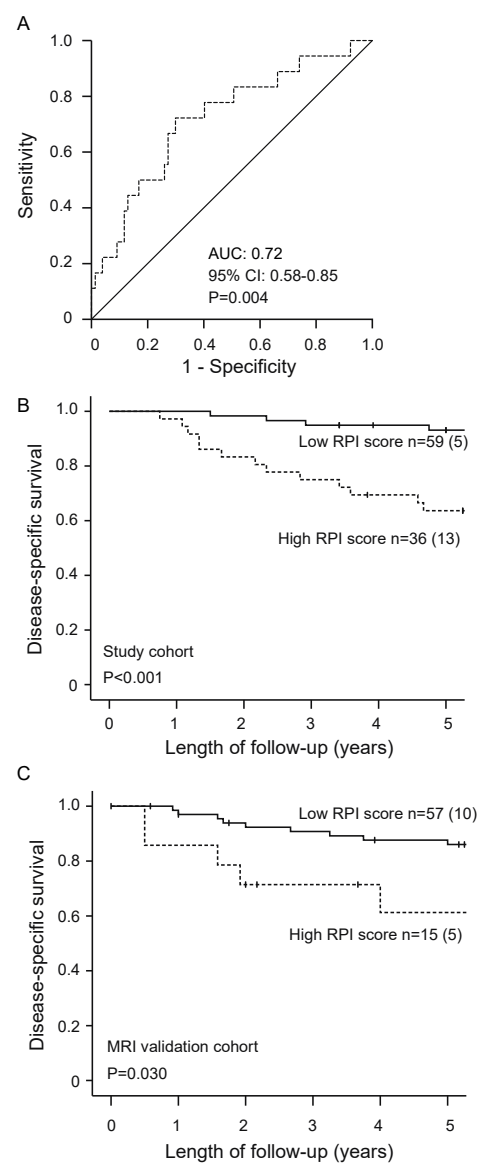 A
1.0
0.8
0.6
0.4
0.2
0
Sensitivity
AUC: 0.72
95% CI: 0.58-0.85
P=0.004
0 0.2 0.4 0.6 0.8 1.0
1 - Specificity
B
1.0
0.8
0.6
0.4
0.2
0
Disease-specific survival
Low RPI score n=59 (5)
High RPI score n=36 (13)
Study cohort
P<0.001
0 1 2 3 4 5
Length of follow-up (years)
C
1.0
0.8
0.6
0.4
0.2
0
Disease-specific survival
Low RPI score n=57 (10)
High RPI score n=15 (5)
MRI validation cohort
P=0.030
0 1 2 3 4 5
Length of follow-up (years)